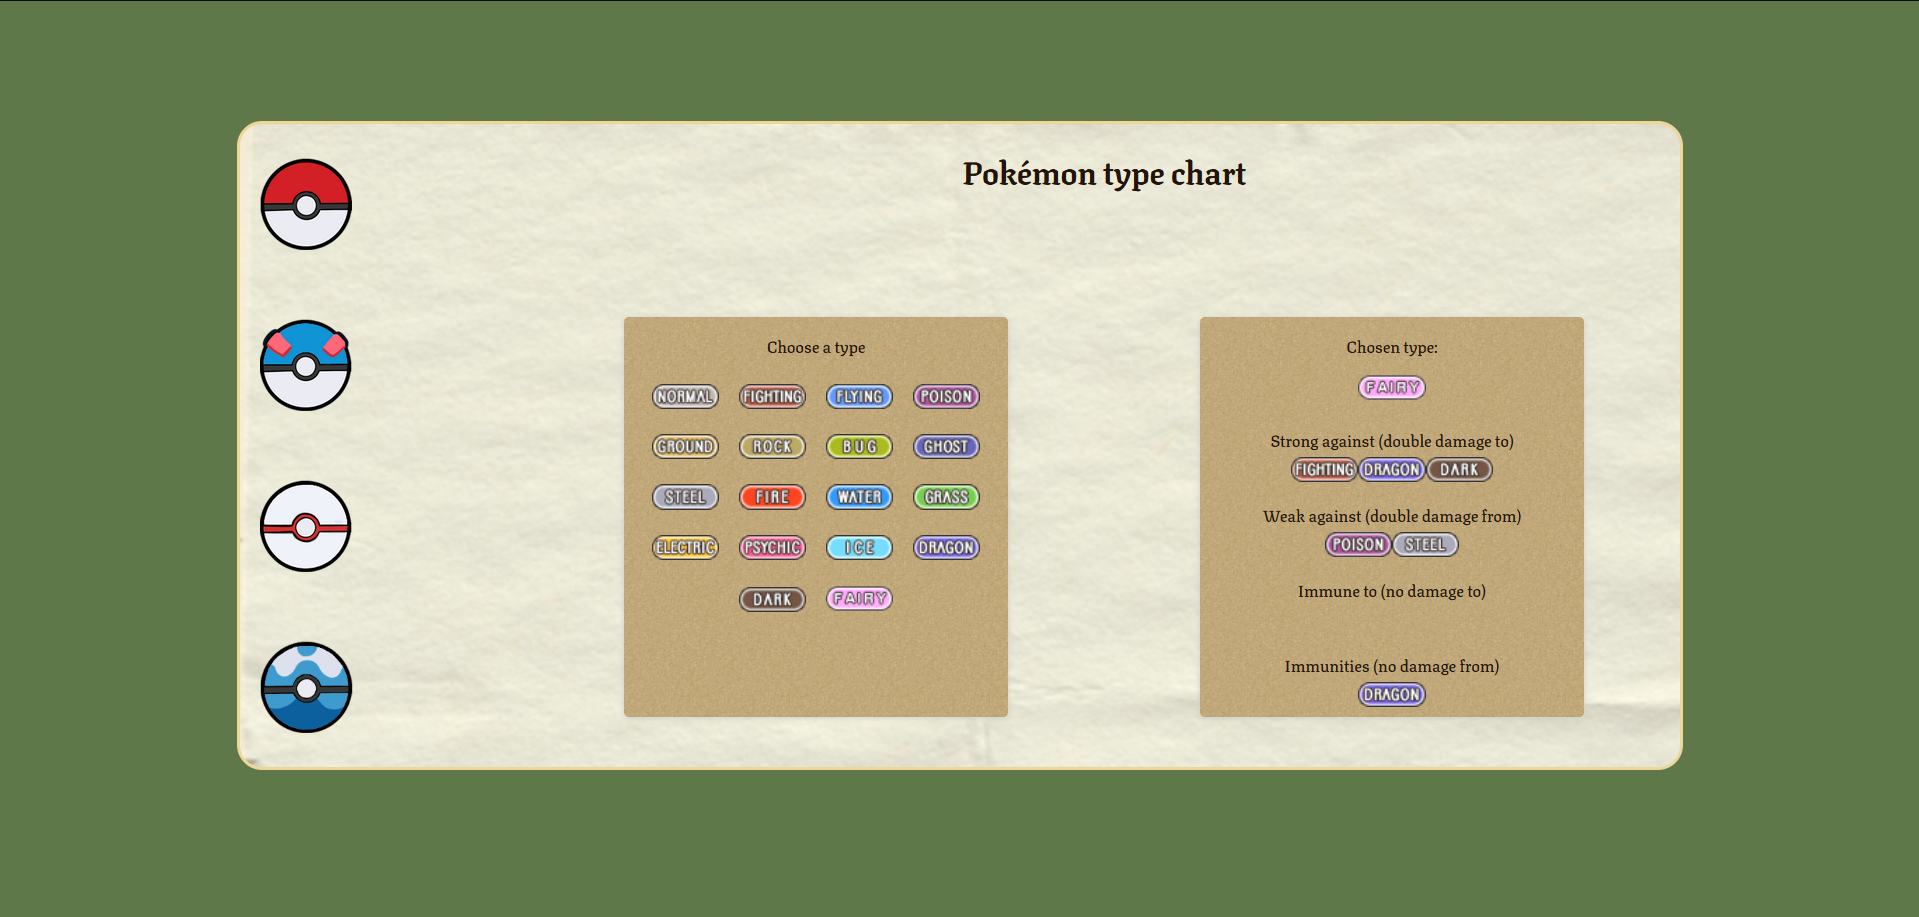 Pokémon type chart
Choose a type
NORMAL FIGHTING FLYING POISON
GROUND ROCK BUG GHOST
STEEL FIRE WATER GRASS
ELECTRIC PSYCHIC ICE DRAGON
DARK FAIRY
Chosen type:
FAIRY
Strong against (double damage to)
FIGHTING DRAGON DARK
Weak against (double damage from)
POISON STEEL
Immune to (no damage to)
Immunities (no damage from)
DRAGON